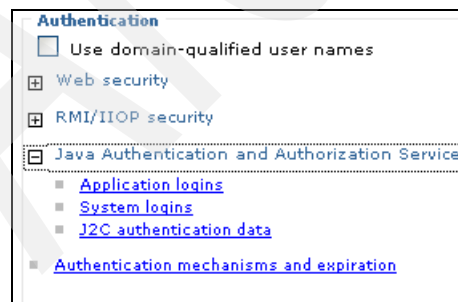 Authentication
Use domain-qualified user names
Web security
RMI/IIOP security
Java Authentication and Authorization Service
Application logins
System logins
J2C authentication data
Authentication mechanisms and expiration